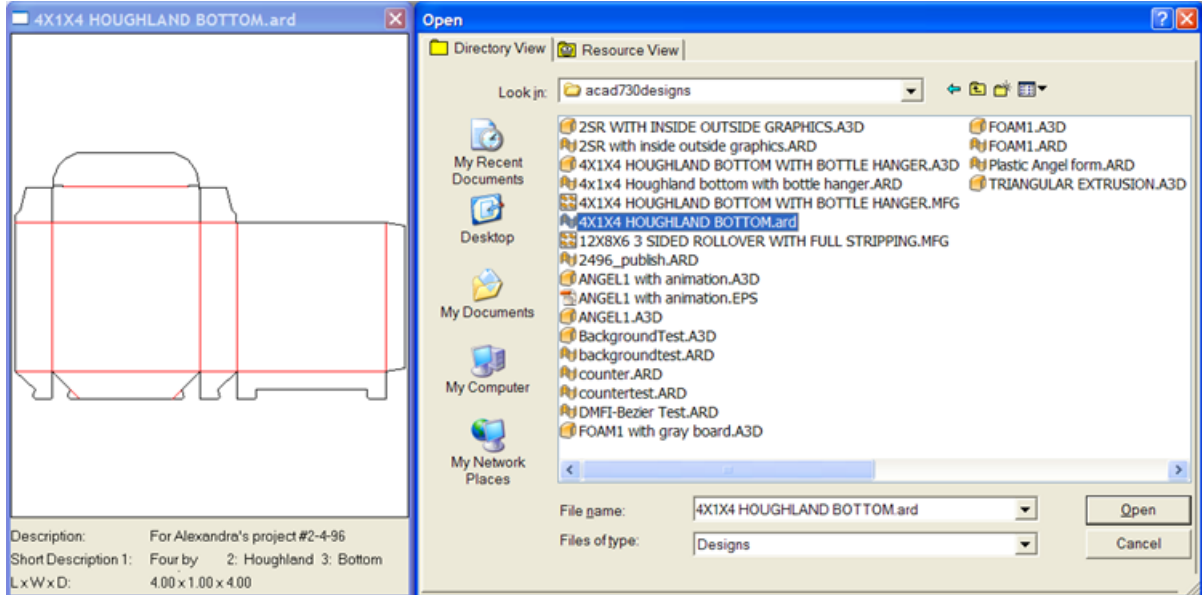 4X1X4 HOUGHLAND BOTTOM.ard
Description: For Alexandra's project #2-4-96
Short Description 1: Four by 2: Houghland 3: Bottom
L x W x D: 4.00 x 1.00 x 4.00
Open
Directory View
Resource View
Look in: acad730designs
My Recent
Documents
Desktop
My Documents
My Computer
My Network
Places
2SR WITH INSIDE OUTSIDE GRAPHICS.A3D
2SR with inside outside graphics.ARD
4X1X4 HOUGHLAND BOTTOM WITH BOTTLE HANGER.A3D
4x1x4 Houghland bottom with bottle hanger.ARD
4X1X4 HOUGHLAND BOTTOM WITH BOTTLE HANGER.MFG
4X1X4 HOUGHLAND BOTTOM.ard
12X8X6 3 SIDED ROLLOVER WITH FULL STRIPPING.MFG
2496_publish.ARD
ANGEL1 with animation.A3D
ANGEL1 with animation.EPS
ANGEL1.A3D
BackgroundTest.A3D
backgroundtest.ARD
counter.ARD
countertest.ARD
DMFI-Bezier Test.ARD
FOAM1 with gray board.A3D
FOAM1.A3D
FOAM1.ARD
Plastic Angel form.ARD
TRIANGULAR EXTRUSION.A3D
File name: 4X1X4 HOUGHLAND BOTTOM.ard
Open
Files of type: Designs
Cancel